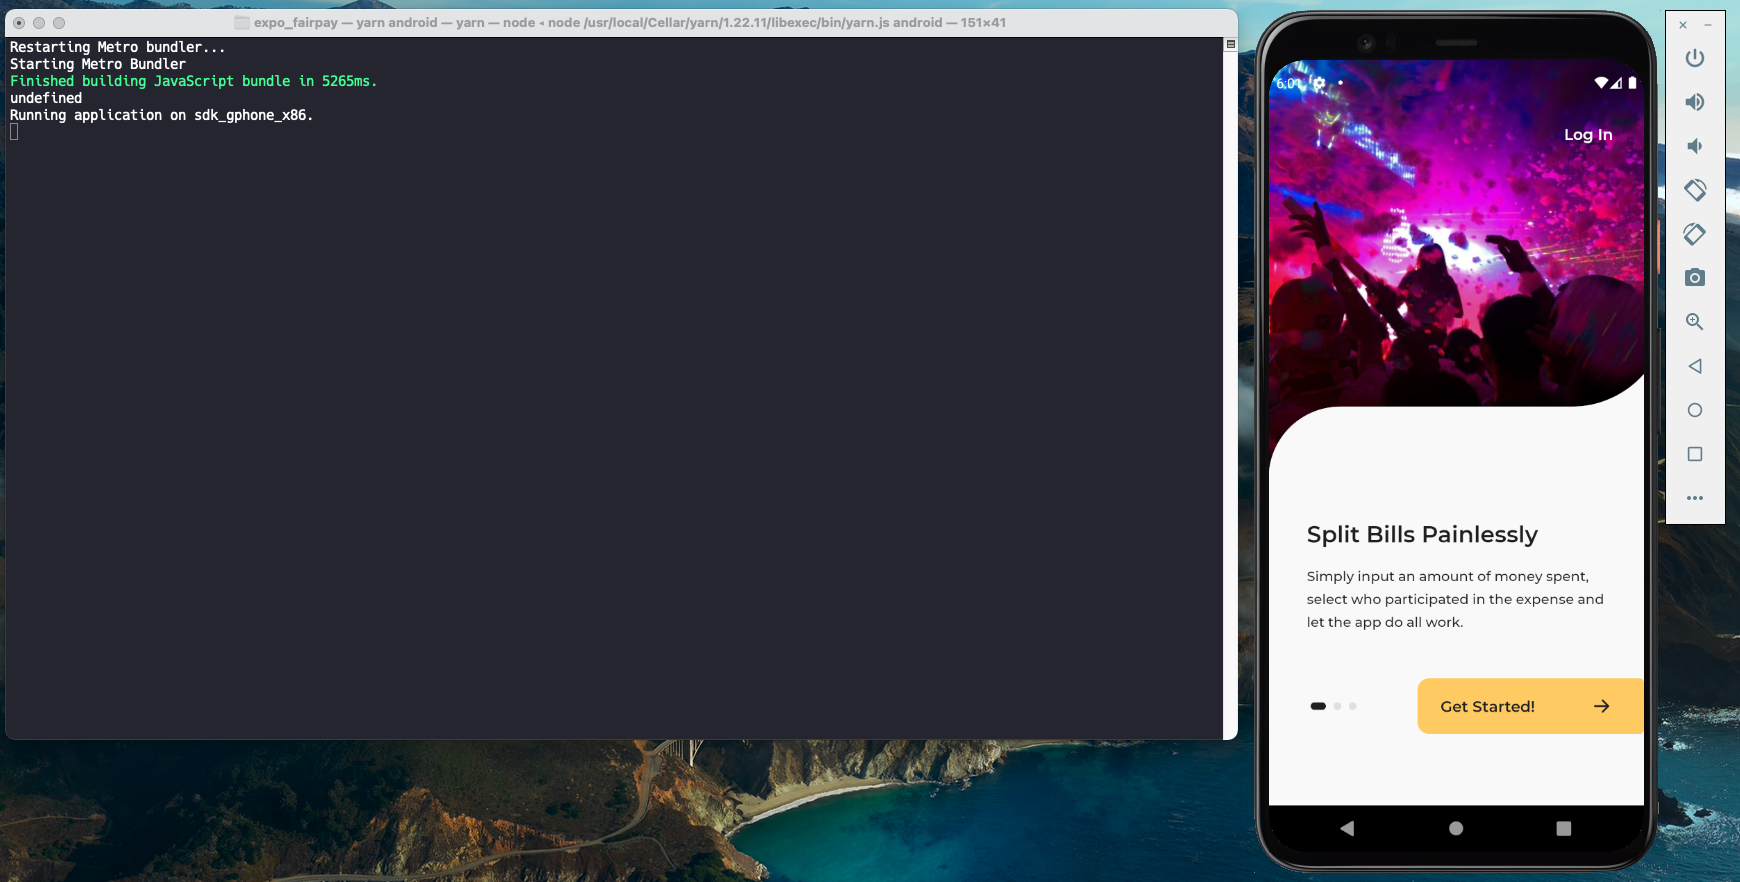 expo_fairpay — yarn android — yarn — node ◂ node /usr/local/Cellar/yarn/1.22.11/libexec/bin/yarn.js android — 151×41
Restarting Metro bundler...
Starting Metro Bundler
Finished building JavaScript bundle in 5265ms.
undefined
Running application on sdk_gphone_x86.
6:01
Log In
Split Bills Painlessly
Simply input an amount of money spent,
select who participated in the expense and
let the app do all work.
Get Started!